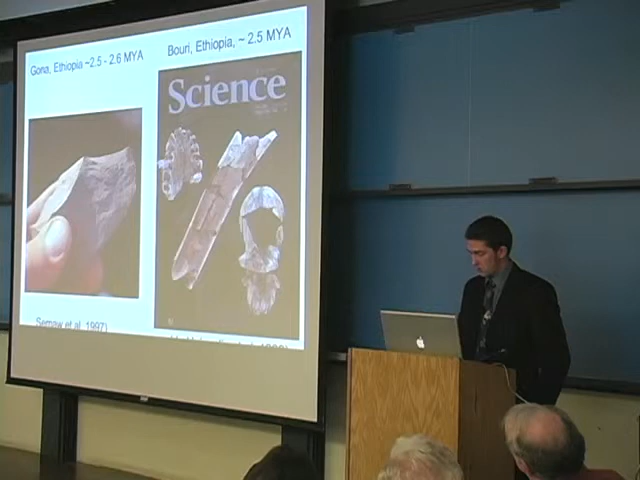 Gona, Ethiopia ~2.5 - 2.6 MYA
Bouri, Ethiopia, ~ 2.5 MYA
Science
Semaw et al. 1997)